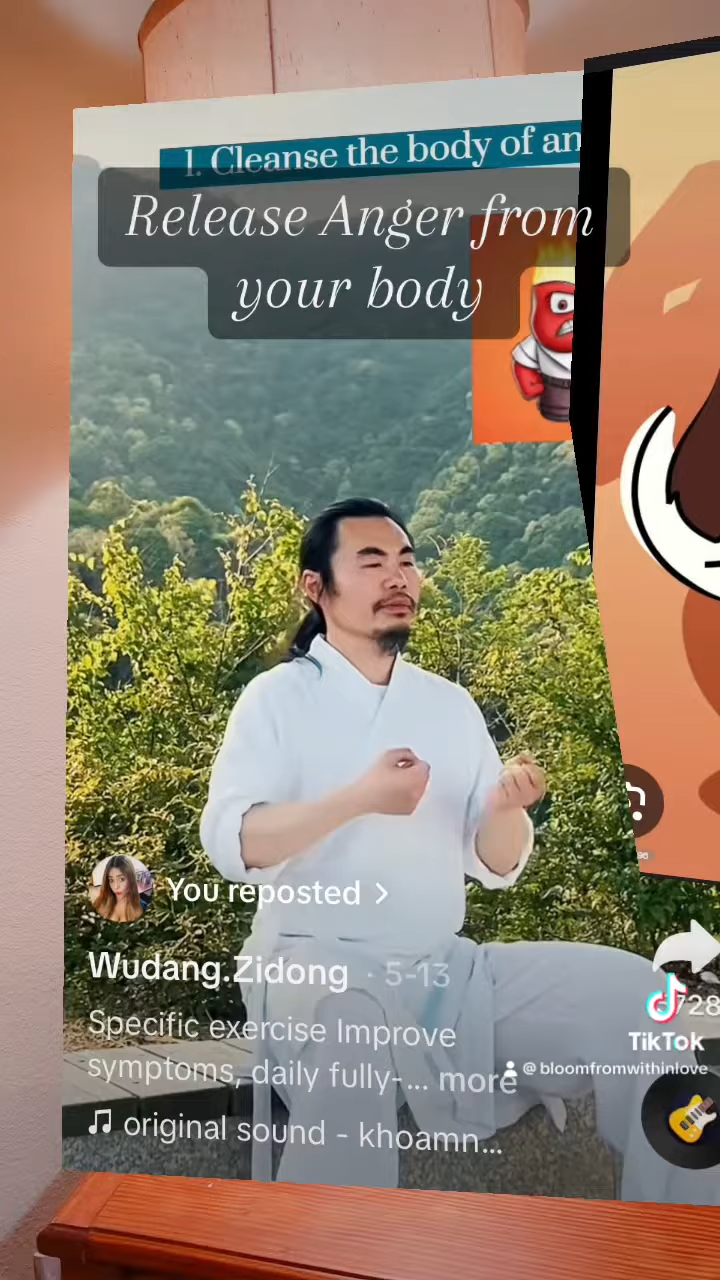 1. Cleanse the body of an
Release Anger from
your body
You reposted >
Wudang.Zidong · 5-13
Specific exercise Improve
symptoms, daily fully-... more
original sound - khoamn...
728
TikTok
@bloomfromwithinlove